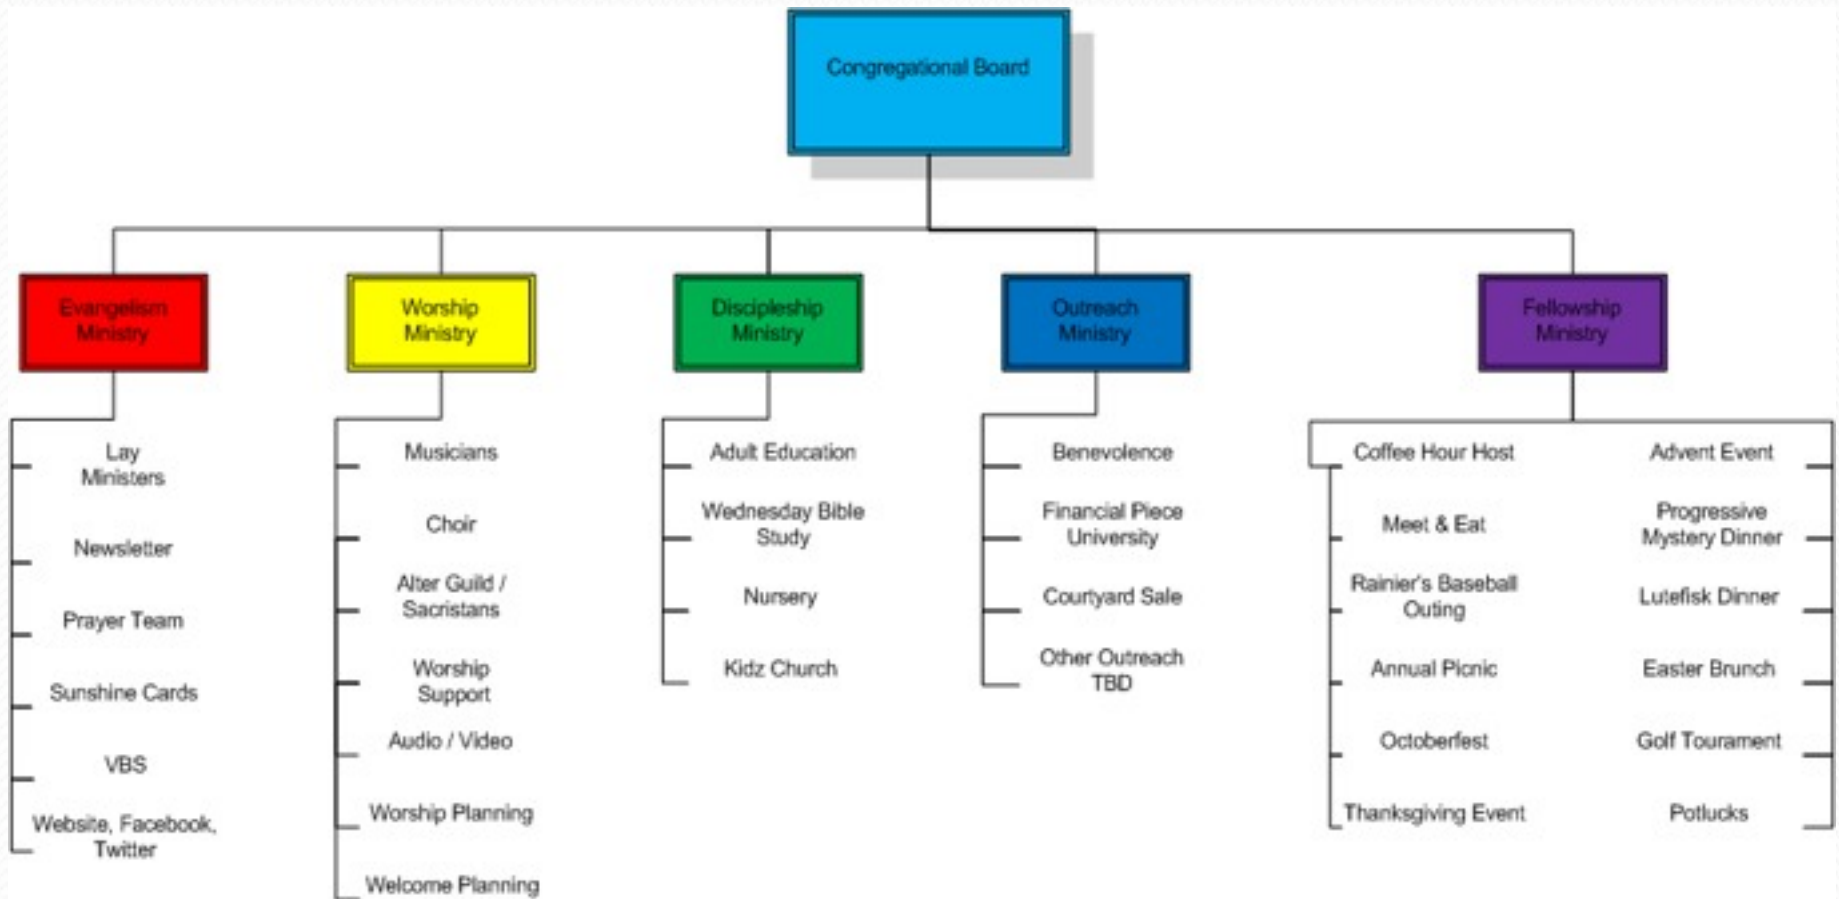 Congregational Board
Evangelism
Ministry
Worship
Ministry
Discipleship
Ministry
Outreach
Ministry
Fellowship
Ministry
Lay
Ministers
Newsletter
Prayer Team
Sunshine Cards
VBS
Website, Facebook,
Twitter
Musicians
Choir
Alter Guild /
Sacristans
Worship
Support
Audio / Video
Worship Planning
Welcome Planning
Adult Education
Wednesday Bible
Study
Nursery
Kidz Church
Benevolence
Financial Piece
University
Courtyard Sale
Other Outreach
TBD
Coffee Hour Host
Meet & Eat
Rainier's Baseball
Outing
Annual Picnic
Octoberfest
Thanksgiving Event
Advent Event
Progressive
Mystery Dinner
Lutefisk Dinner
Easter Brunch
Golf Tourament
Potlucks